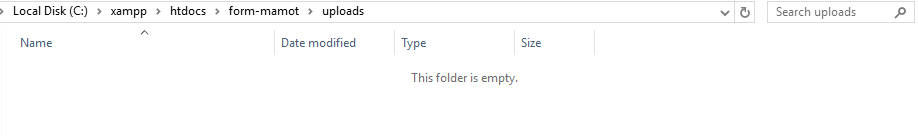 Local Disk (C:) › xampp › htdocs › form-mamot › uploads Search uploads
Name Date modified Type Size
This folder is empty.